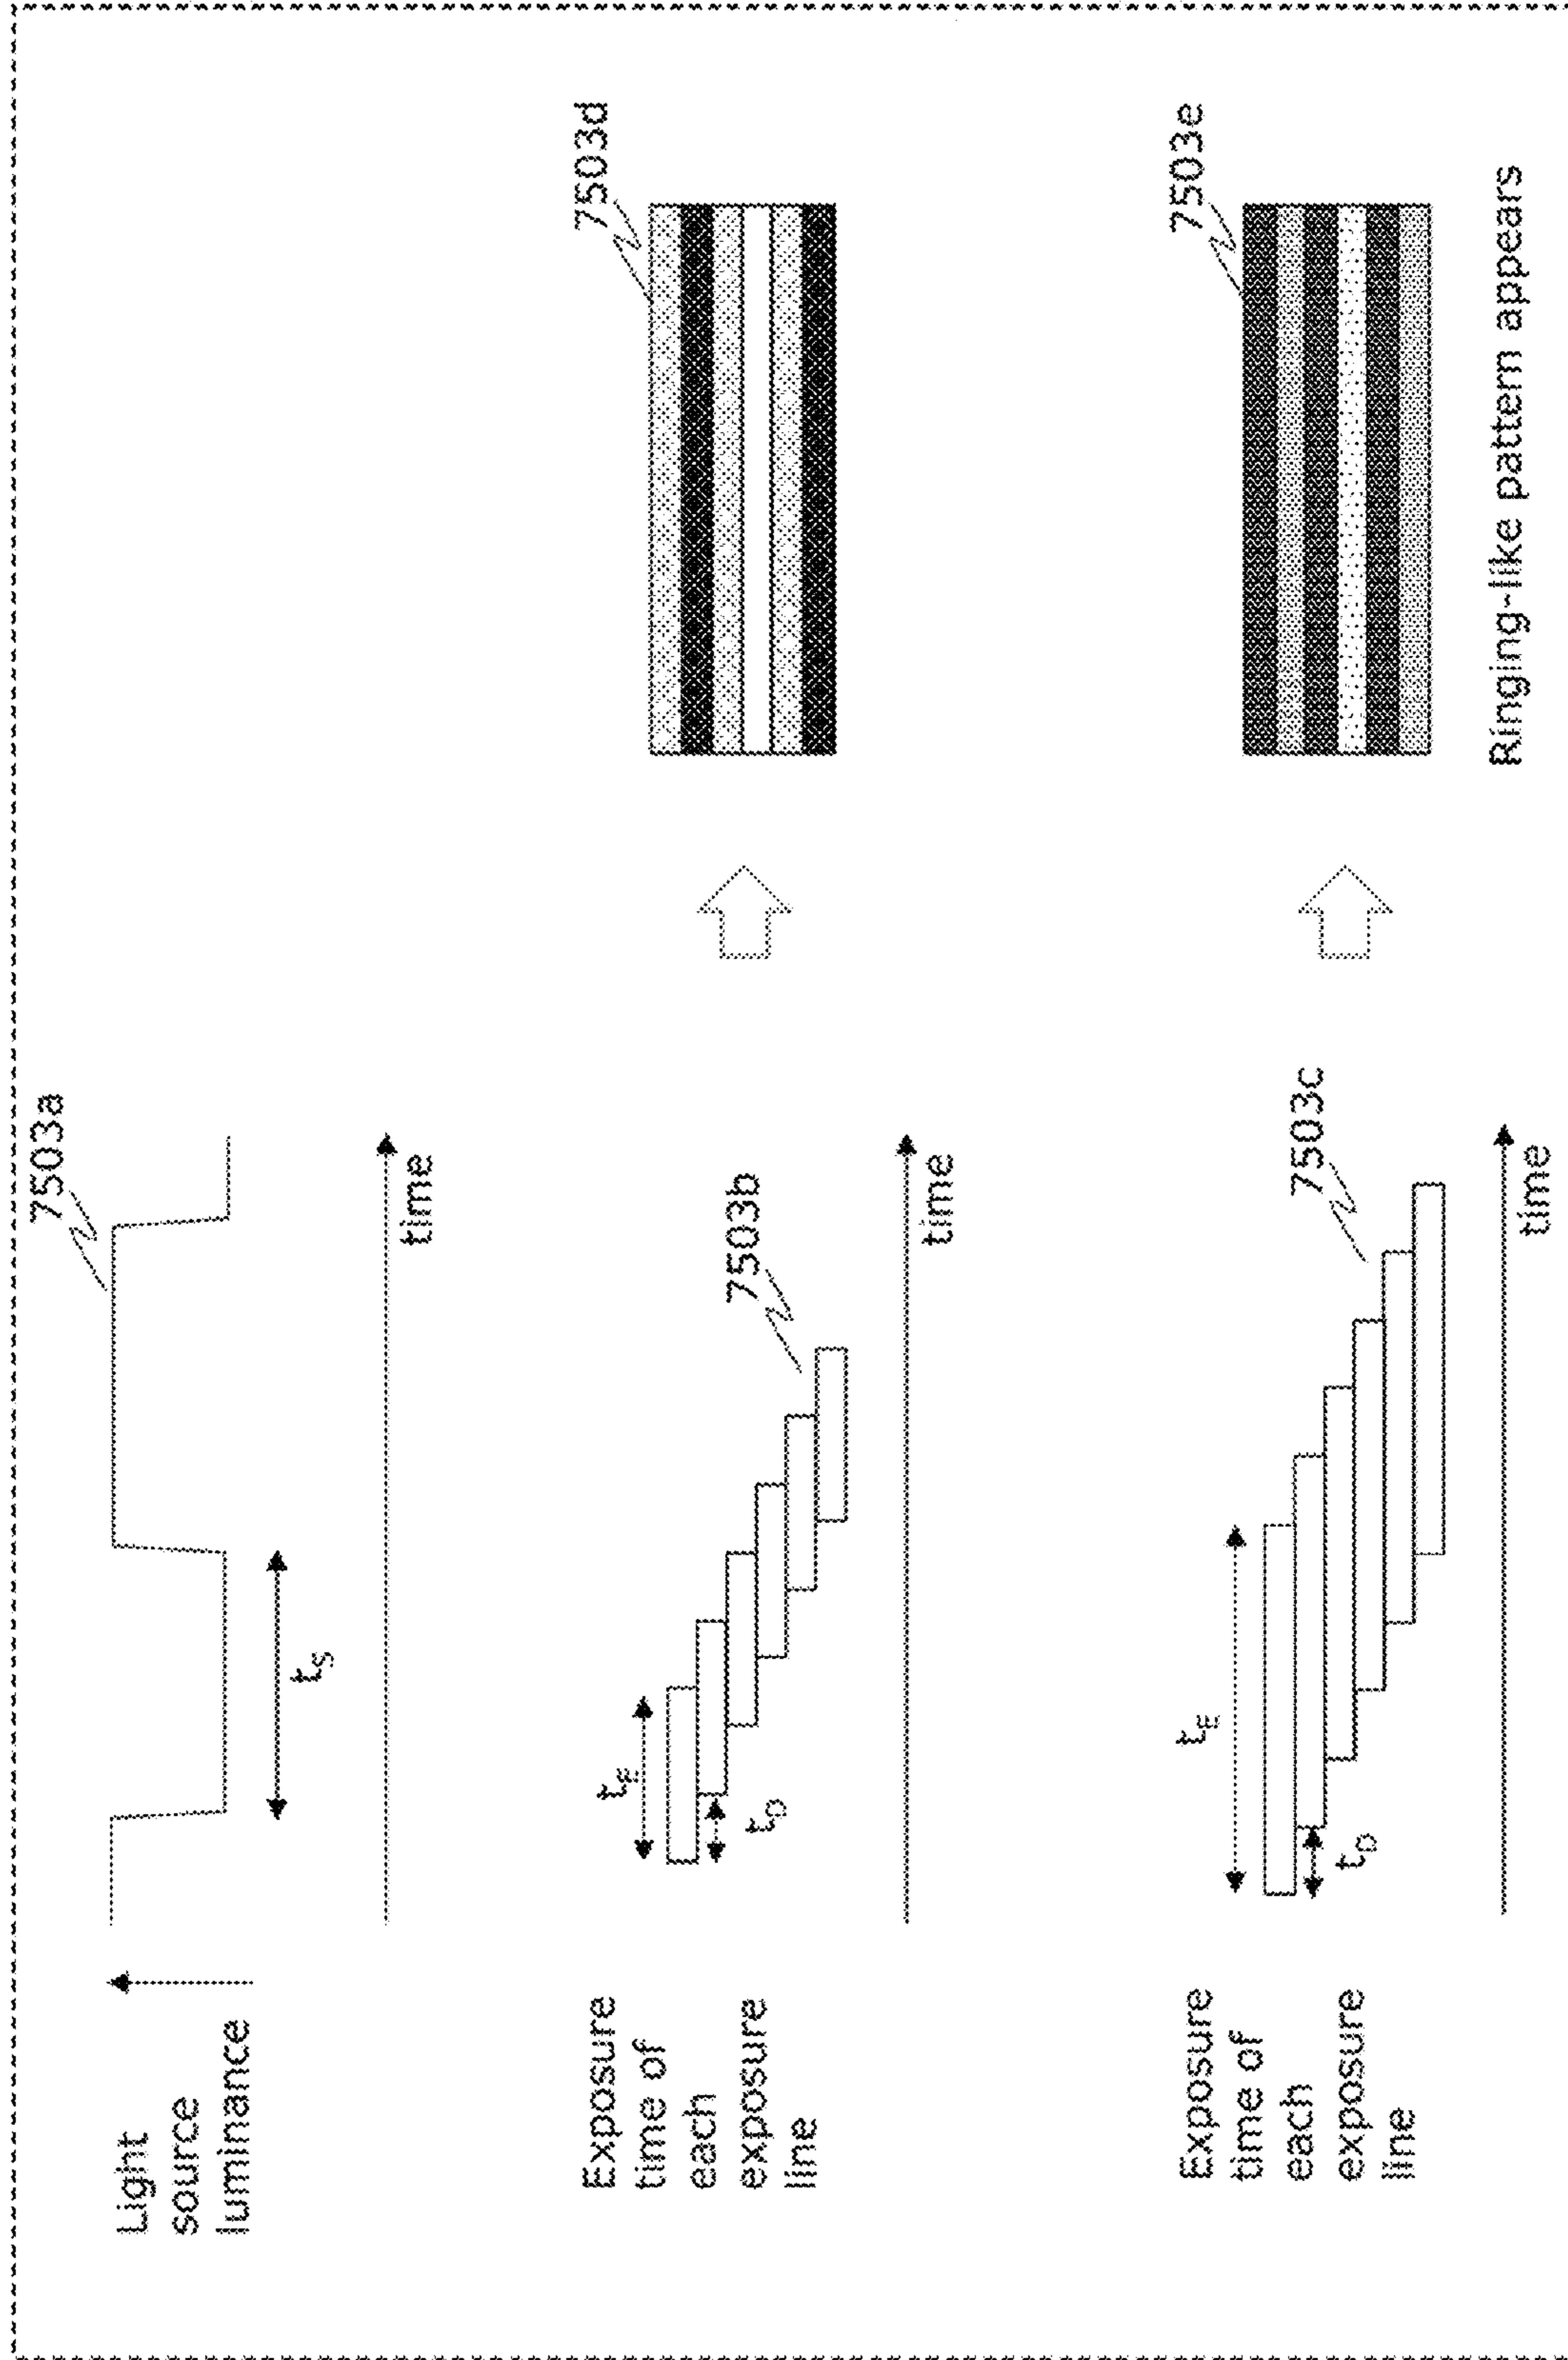 Light
source
luminance
7503a
tS
time
Exposure
time of
each
exposure
line
tE
tD
7503b
time
7503d
Exposure
time of
each
exposure
line
tE
tD
7503c
time
7503e
Ringing-like pattern appears